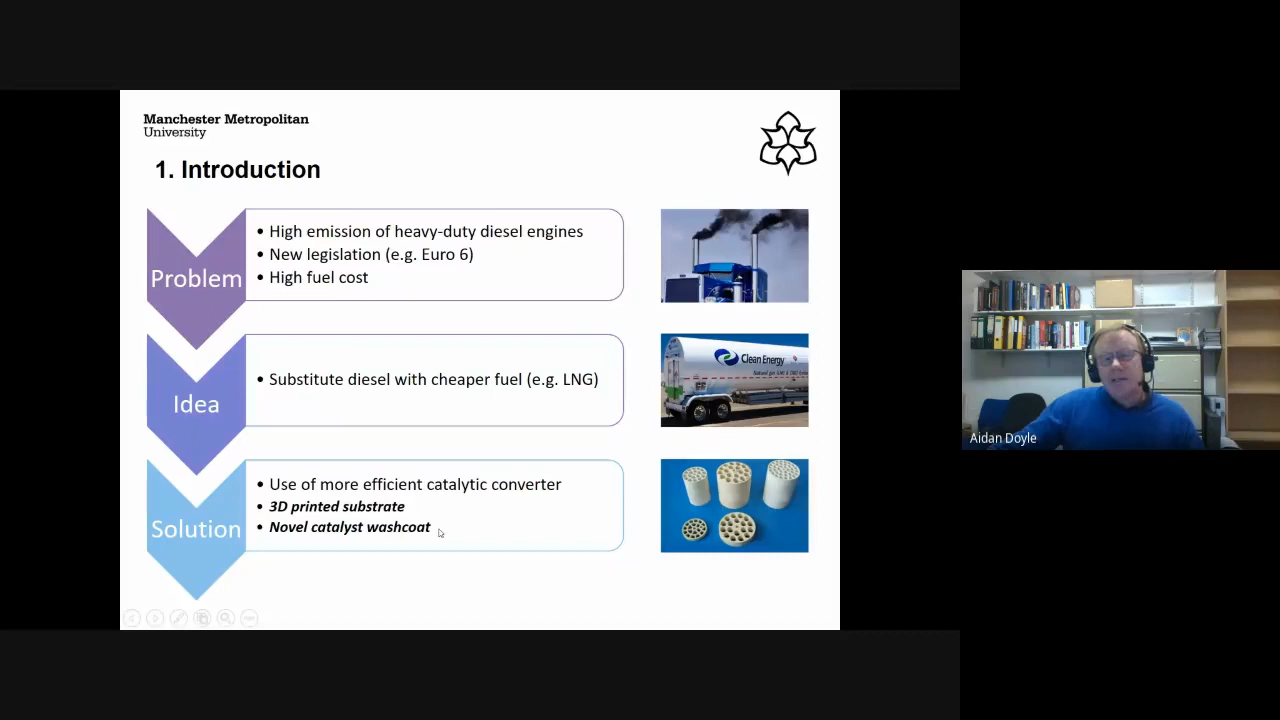 Manchester Metropolitan
University
1. Introduction
Problem
• High emission of heavy-duty diesel engines
• New legislation (e.g. Euro 6)
• High fuel cost
Idea
• Substitute diesel with cheaper fuel (e.g. LNG)
Clean Energy
Solution
• Use of more efficient catalytic converter
• 3D printed substrate
• Novel catalyst washcoat
Aidan Doyle